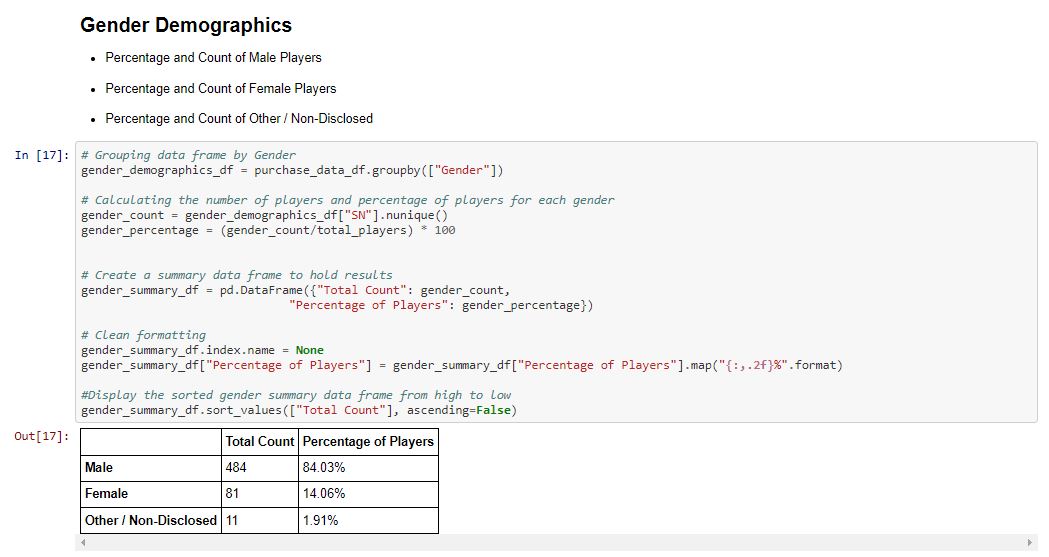 Gender Demographics
• Percentage and Count of Male Players
• Percentage and Count of Female Players
• Percentage and Count of Other / Non-Disclosed
In [17]:
# Grouping data frame by Gender
gender_demographics_df = purchase_data_df.groupby(["Gender"])
# Calculating the number of players and percentage of players for each gender
gender_count = gender_demographics_df["SN"].nunique()
gender_percentage = (gender_count/total_players) * 100
# Create a summary data frame to hold results
gender_summary_df = pd.DataFrame({"Total Count": gender_count,
"Percentage of Players": gender_percentage})
# Clean formatting
gender_summary_df.index.name = None
gender_summary_df["Percentage of Players"] = gender_summary_df["Percentage of Players"].map("{:,.2f}%".format)
#Display the sorted gender summary data frame from high to low
gender_summary_df.sort_values(["Total Count"], ascending=False)
Out[17]:
Total Count Percentage of Players
Male 484 84.03%
Female 81 14.06%
Other / Non-Disclosed 11 1.91%